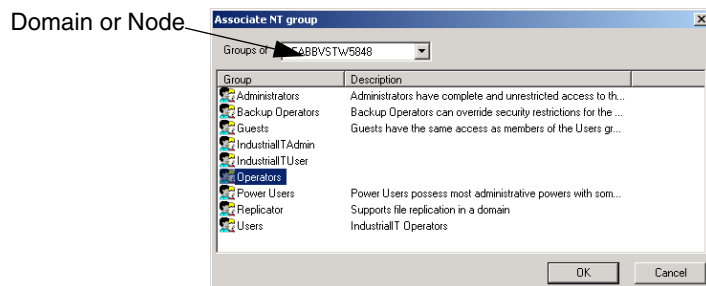 Associate NT group
Domain or Node
Groups of
Group Description
Administrators Administrators have complete and unrestricted access to th...
Backup Operators Backup Operators can override security restrictions for the ...
Guests Guests have the same access as members of the Users gr...
IndustrialITAdmin
IndustrialITUser
Operators
Power Users Power Users possess most administrative powers with som...
Replicator Supports file replication in a domain
Users IndustrialIT Operators
OK Cancel